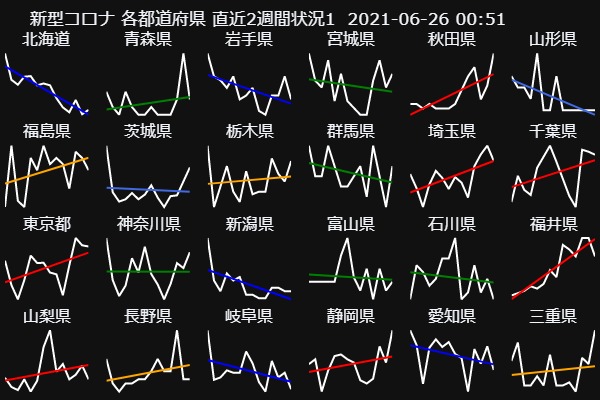 新型コロナ 各都道府県 直近2週間状況1 2021-06-26 00:51
北海道 青森県 岩手県 宮城県 秋田県 山形県
福島県 茨城県 栃木県 群馬県 埼玉県 千葉県
東京都 神奈川県 新潟県 富山県 石川県 福井県
山梨県 長野県 岐阜県 静岡県 愛知県 三重県